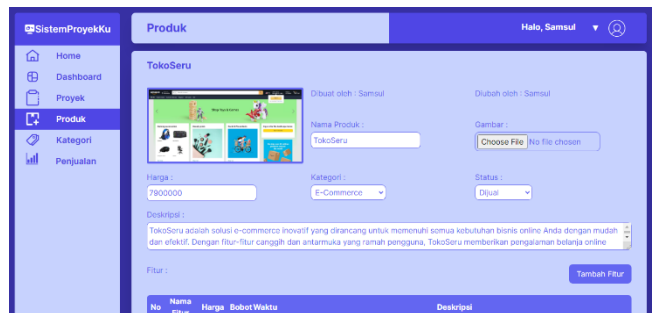 SistemProyekKu
Produk
Halo, Samsul
Home
Dashboard
Proyek
Produk
Kategori
Penjualan
TokoSeru
Dibuat oleh : Samsul
Diubah oleh : Samsul
Nama Produk :
TokoSeru
Gambar :
Choose File No file chosen
Harga :
7900000
Kategori :
E-Commerce
Status :
Dijual
Deskripsi :
TokoSeru adalah solusi e-commerce inovatif yang dirancang untuk memenuhi semua kebutuhan bisnis online Anda dengan mudah
dan efektif. Dengan fitur-fitur canggih dan antarmuka yang ramah pengguna, TokoSeru memberikan pengalaman belanja online
Fitur :
Tambah Fitur
No Nama Fitur Harga Bobot Waktu Deskripsi